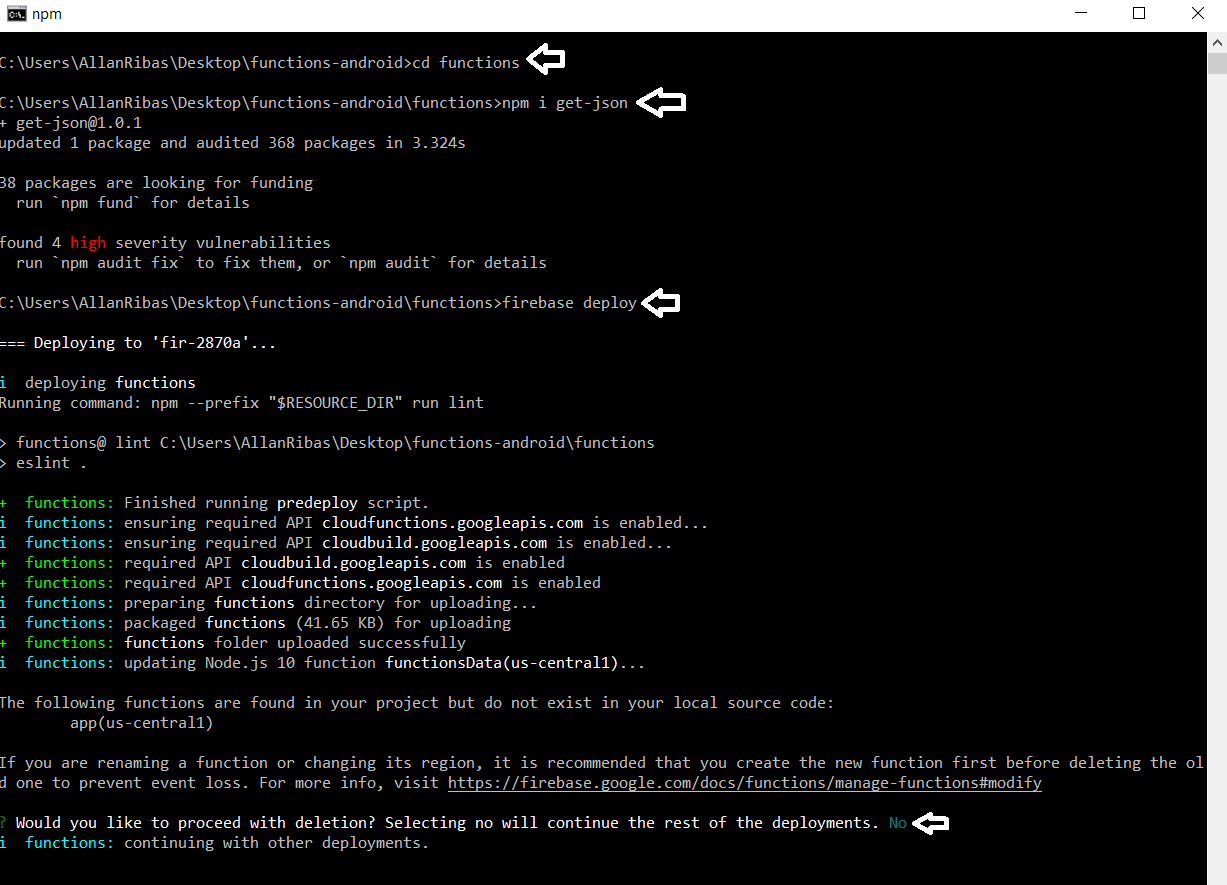 npm
C:\Users\AllanRibas\Desktop\functions-android>cd functions
C:\Users\AllanRibas\Desktop\functions-android\functions>npm i get-json
+ get-json@1.0.1
updated 1 package and audited 368 packages in 3.324s
38 packages are looking for funding
  run `npm fund` for details
found 4 high severity vulnerabilities
  run `npm audit fix` to fix them, or `npm audit` for details
C:\Users\AllanRibas\Desktop\functions-android\functions>firebase deploy
=== Deploying to 'fir-2870a'...
i  deploying functions
Running command: npm --prefix "$RESOURCE_DIR" run lint
> functions@ lint C:\Users\AllanRibas\Desktop\functions-android\functions
> eslint .
+  functions: Finished running predeploy script.
i  functions: ensuring required API cloudfunctions.googleapis.com is enabled...
i  functions: ensuring required API cloudbuild.googleapis.com is enabled...
+  functions: required API cloudbuild.googleapis.com is enabled
+  functions: required API cloudfunctions.googleapis.com is enabled
i  functions: preparing functions directory for uploading...
i  functions: packaged functions (41.65 KB) for uploading
+  functions: functions folder uploaded successfully
i  functions: updating Node.js 10 function functionsData(us-central1)...
The following functions are found in your project but do not exist in your local source code:
        app(us-central1)
If you are renaming a function or changing its region, it is recommended that you create the new function first before deleting the ol
d one to prevent event loss. For more info, visit https://firebase.google.com/docs/functions/manage-functions#modify
? Would you like to proceed with deletion? Selecting no will continue the rest of the deployments. No
i  functions: continuing with other deployments.